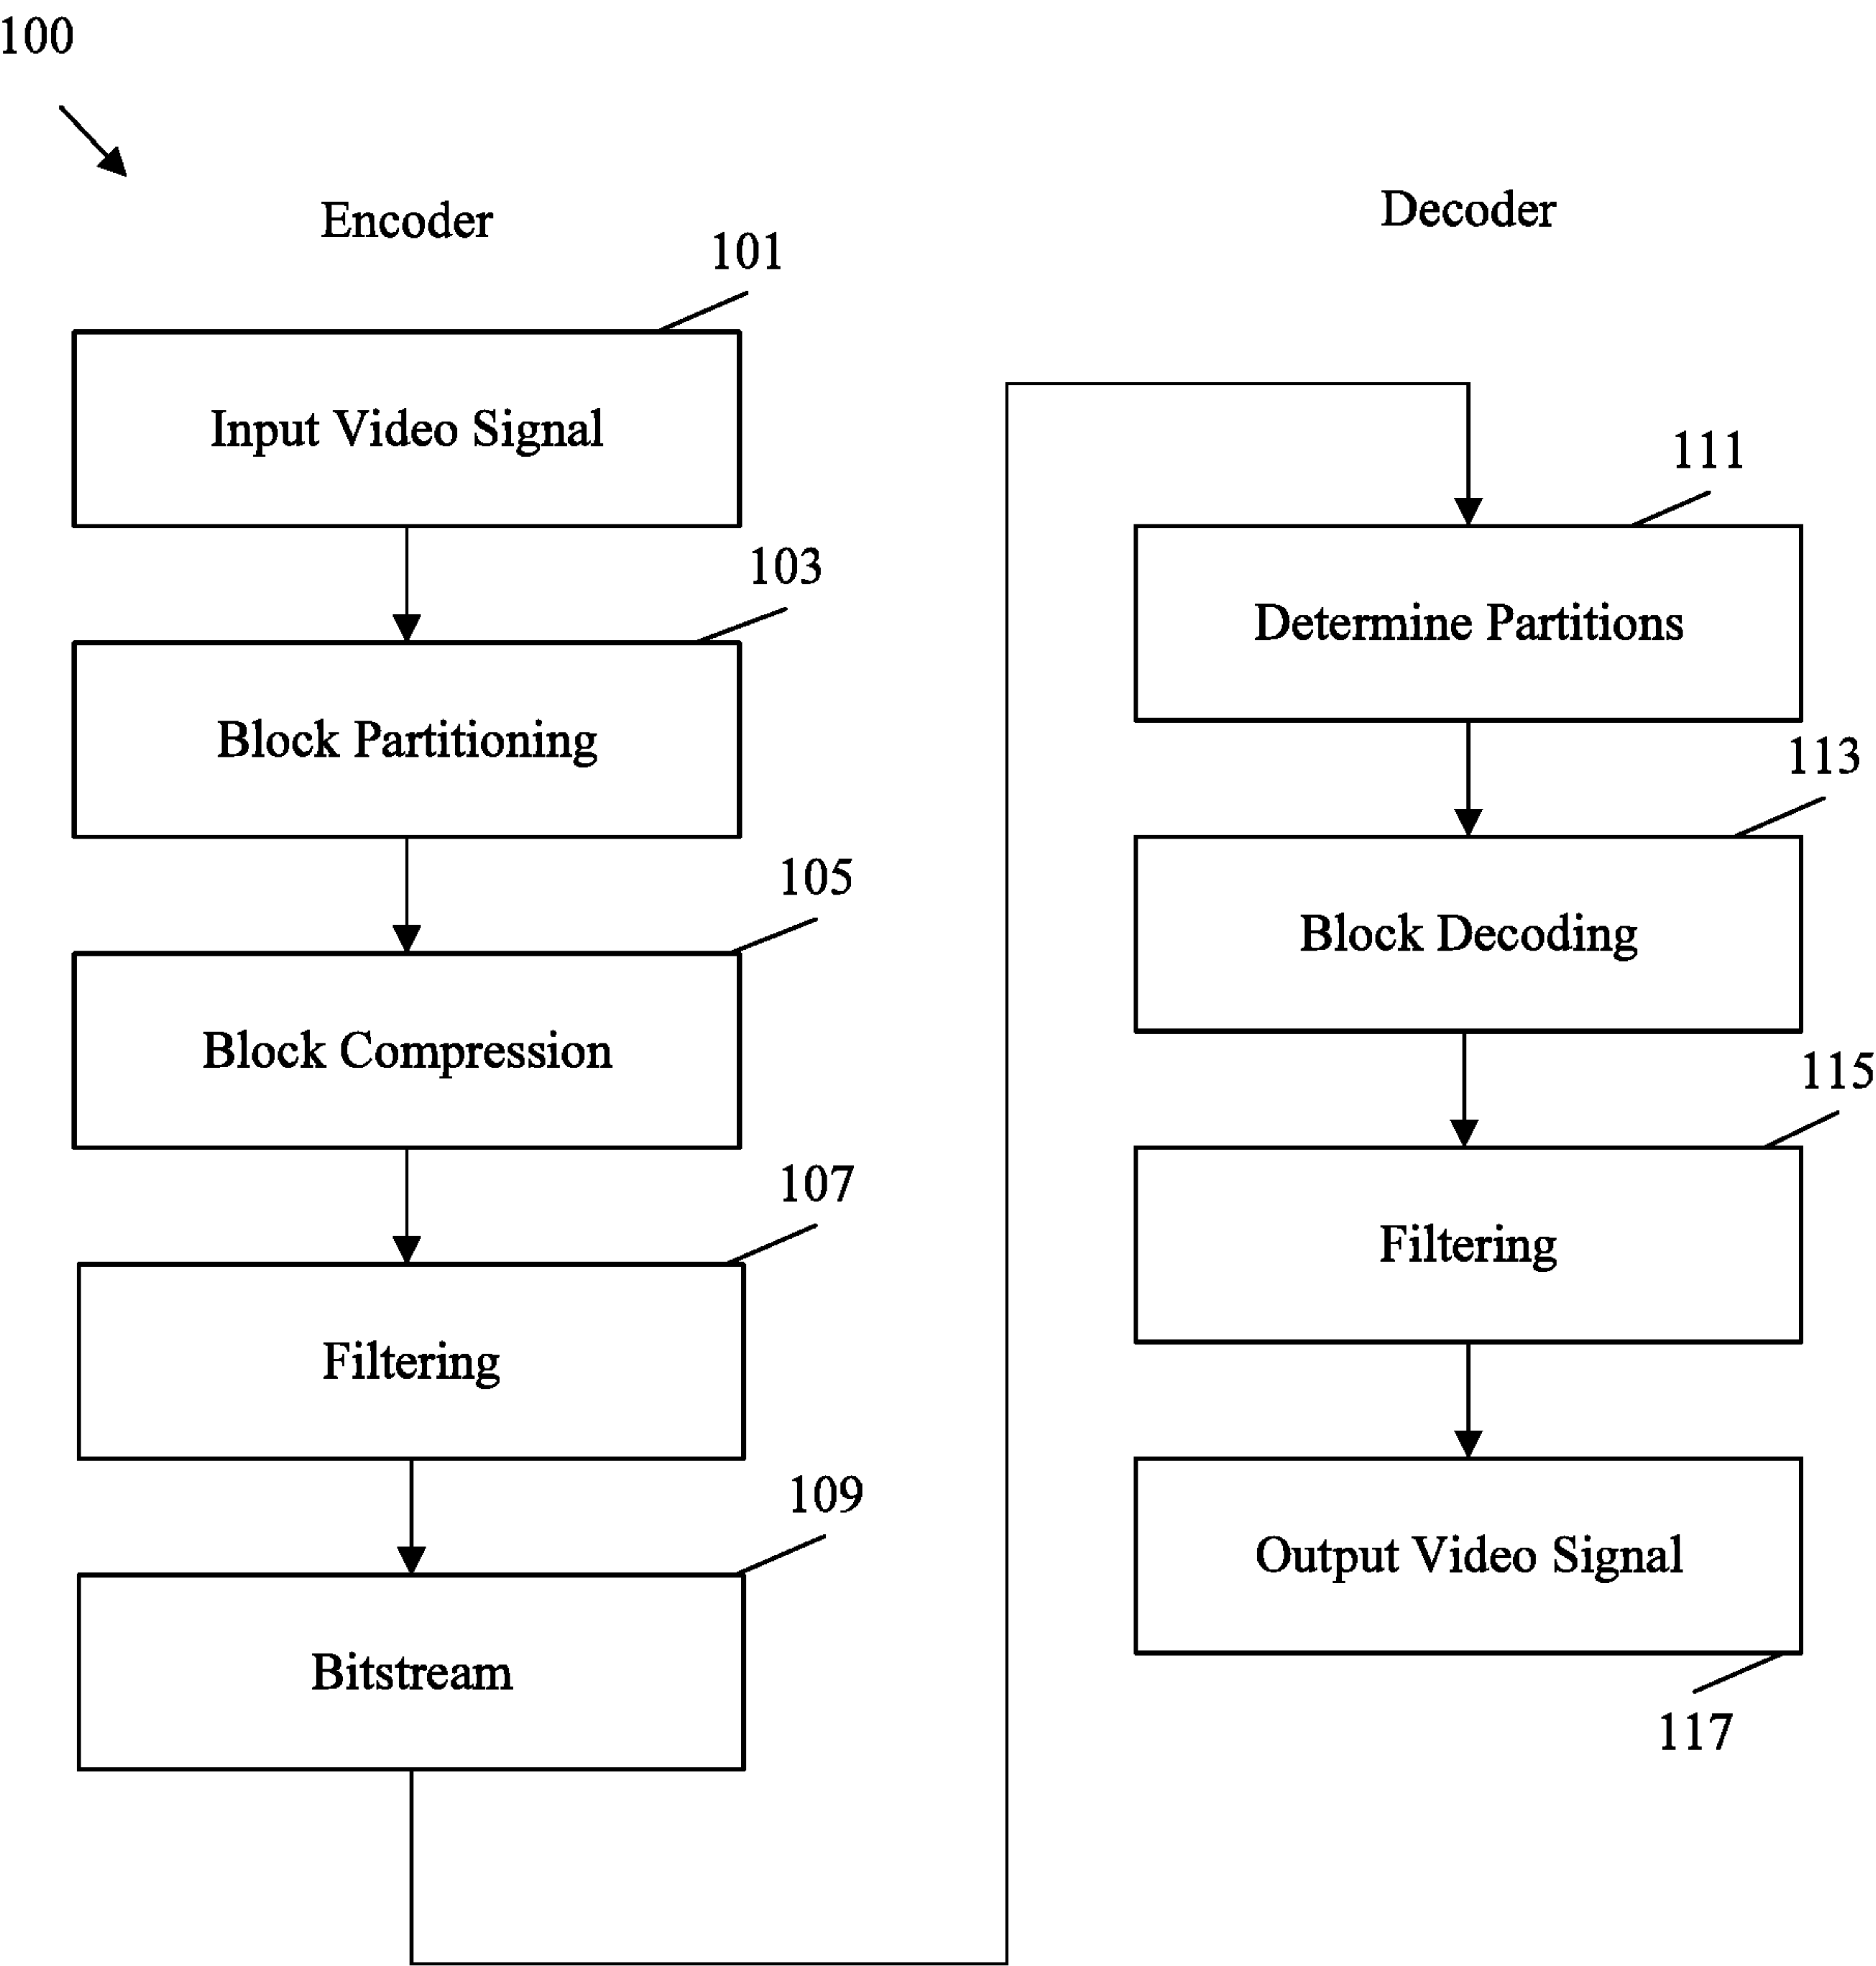 100
Encoder
101
Input Video Signal
103
Block Partitioning
105
Block Compression
107
Filtering
109
Bitstream
Decoder
111
Determine Partitions
113
Block Decoding
115
Filtering
Output Video Signal
117